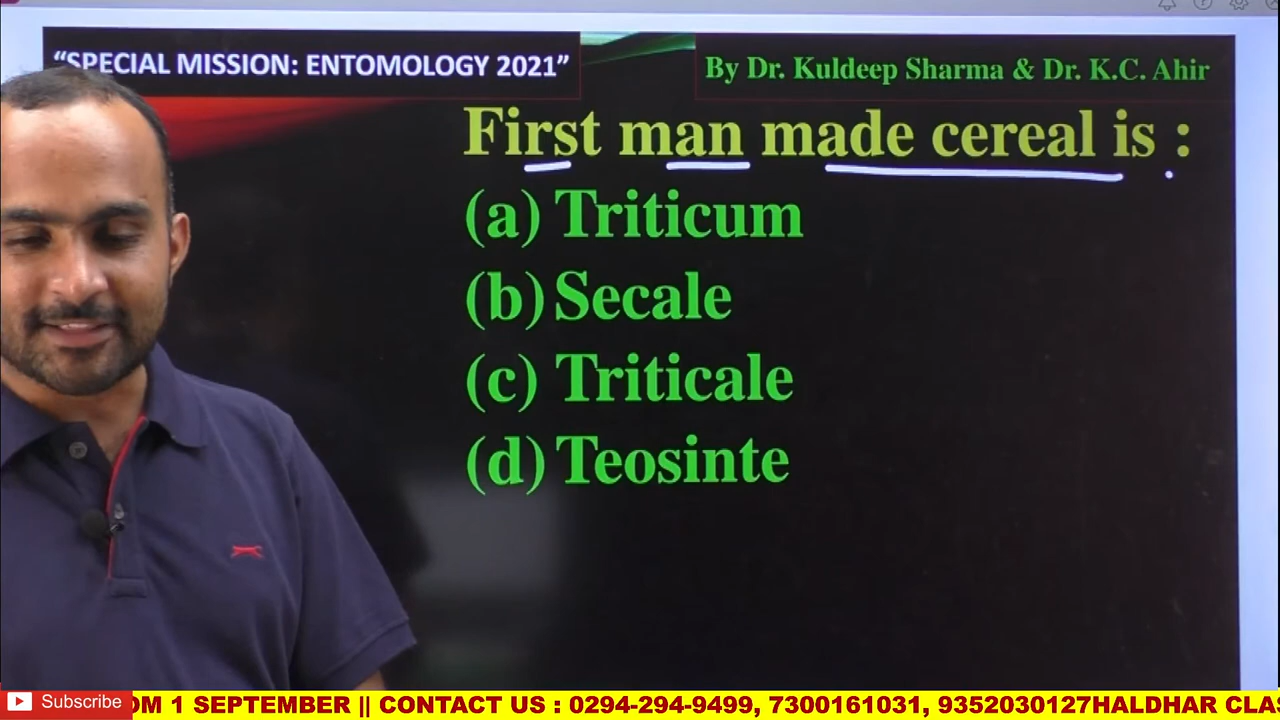 “SPECIAL MISSION: ENTOMOLOGY 2021”
By Dr. Kuldeep Sharma & Dr. K.C. Ahir
First man made cereal is :
(a) Triticum
(b) Secale
(c) Triticale
(d) Teosinte
Subscribe
OM 1 SEPTEMBER || CONTACT US : 0294-294-9499, 7300161031, 9352030127HALDHAR CLAS